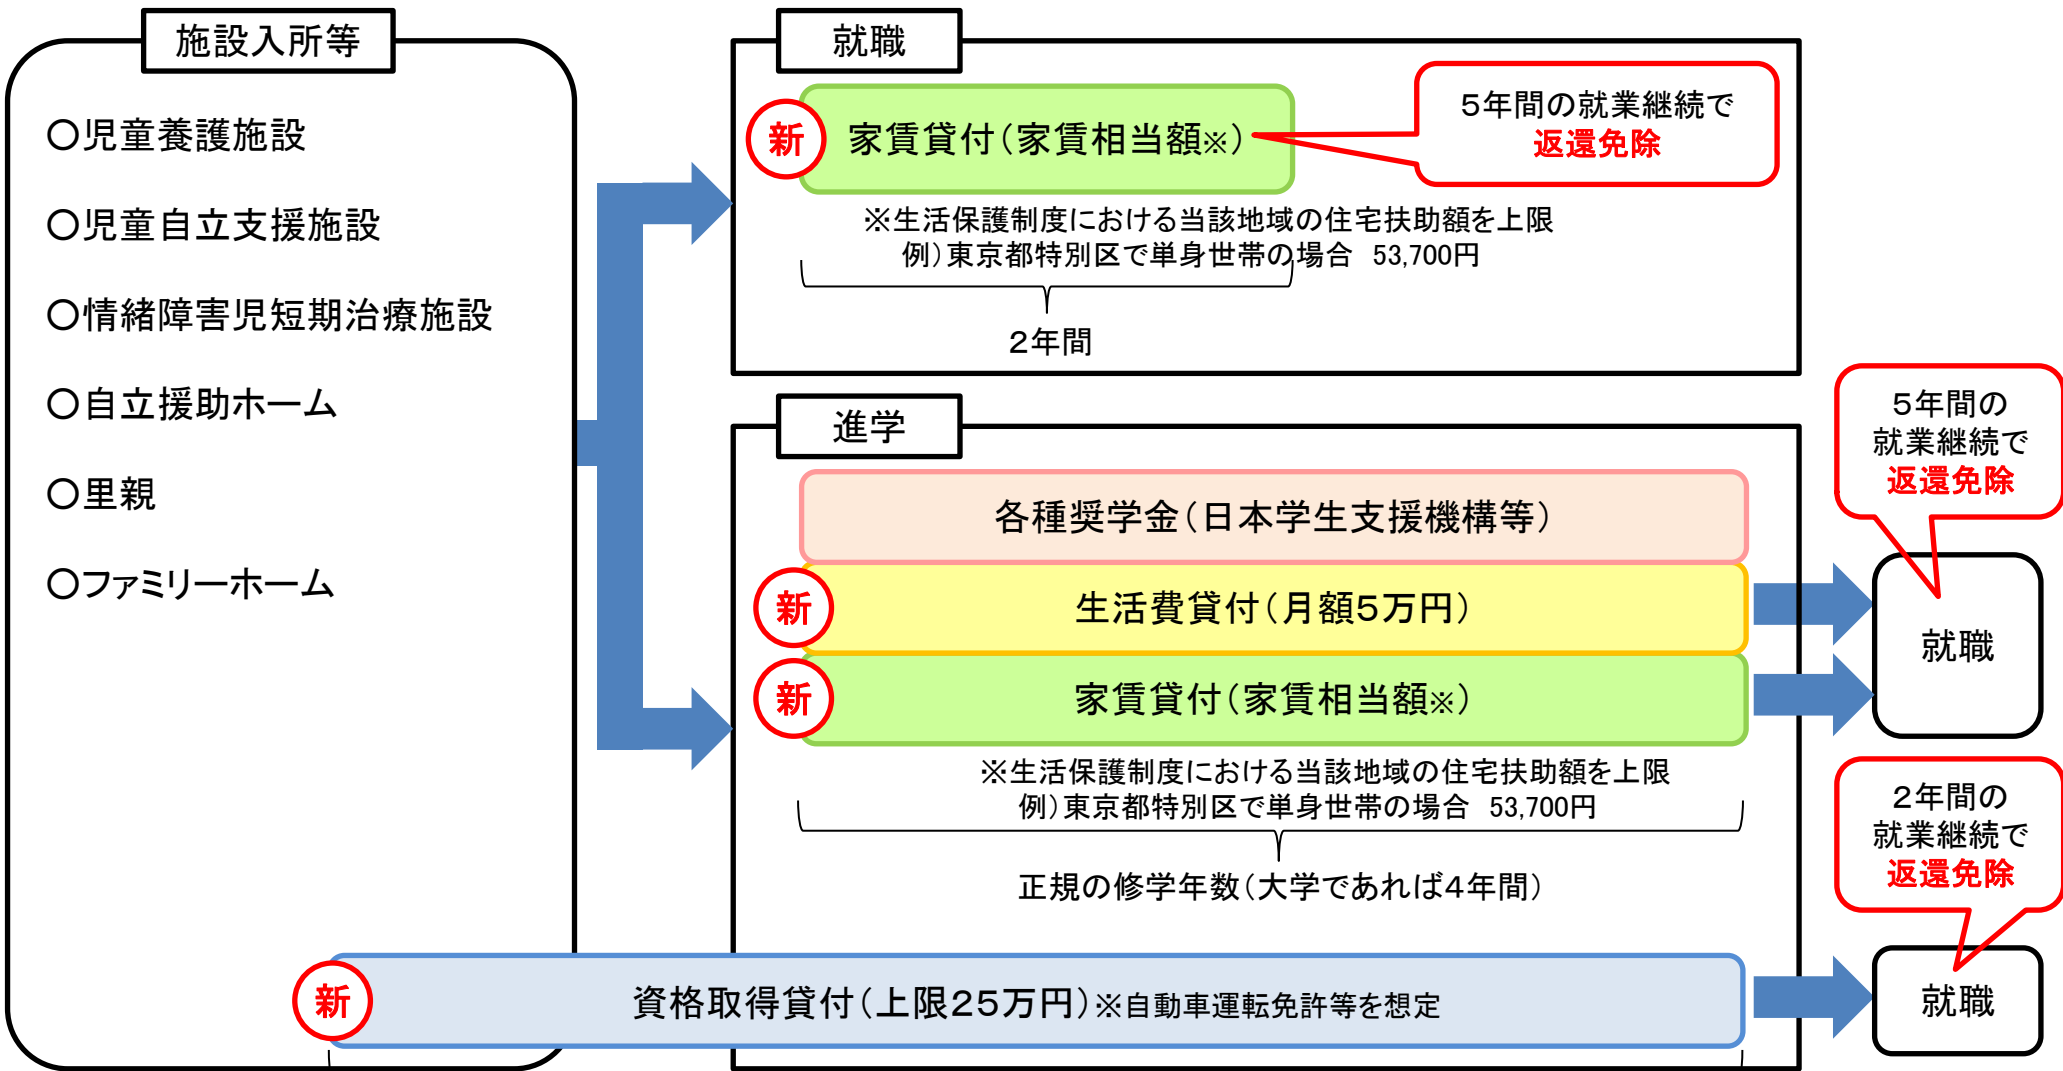 施設入所等
○児童養護施設
○児童自立支援施設
○情緒障害児短期治療施設
○自立援助ホーム
○里親
○ファミリーホーム
就職
新
家賃貸付（家賃相当額※）
5年間の就業継続で
返還免除
※生活保護制度における当該地域の住宅扶助額を上限
例）東京都特別区で単身世帯の場合 53,700円
2年間
進学
各種奨学金（日本学生支援機構等）
新
生活費貸付（月額5万円）
新
家賃貸付（家賃相当額※）
※生活保護制度における当該地域の住宅扶助額を上限
例）東京都特別区で単身世帯の場合 53,700円
正規の修学年数（大学であれば4年間）
5年間の
就業継続で
返還免除
就職
新
資格取得貸付（上限25万円）※自動車運転免許等を想定
2年間の
就業継続で
返還免除
就職